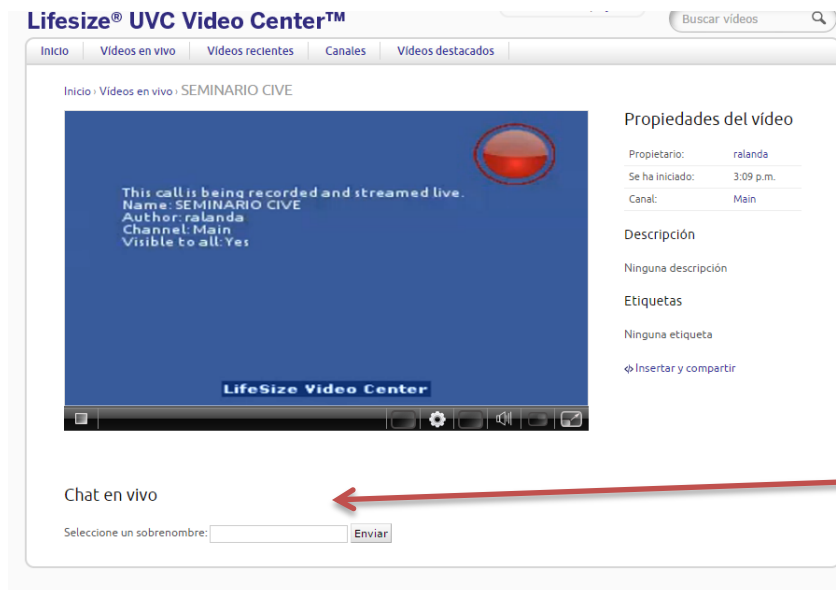 Lifesize® UVC Video Center™
Buscar vídeos
Inicio
Vídeos en vivo
Vídeos recientes
Canales
Vídeos destacados
Inicio › Vídeos en vivo › SEMINARIO CIVE
This call is being recorded and streamed live.
Name: SEMINARIO CIVE
Author: ralanda
Channel: Main
Visible to all: Yes
LifeSize Video Center
Propiedades del vídeo
Propietario: ralanda
Se ha iniciado: 3:09 p.m.
Canal: Main
Descripción
Ninguna descripción
Etiquetas
Ninguna etiqueta
Insertar y compartir
Chat en vivo
Seleccione un sobrenombre: Enviar